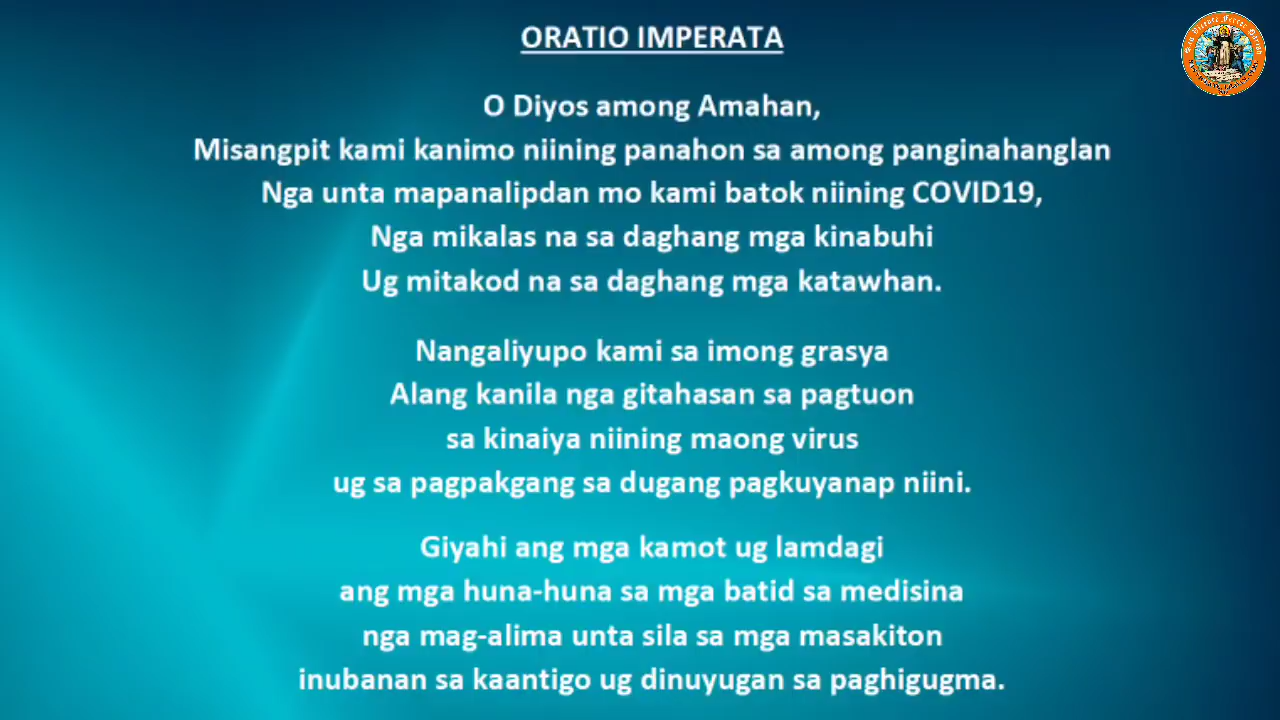 ORATIO IMPERATA
O Diyos among Amahan,
Misangpit kami kanimo niining panahon sa among panginahanglan
Nga unta mapanalipdan mo kami batok niining COVID19,
Nga mikalas na sa daghang mga kinabuhi
Ug mitakod na sa daghang mga katawhan.
Nangaliyupo kami sa imong grasya
Alang kanila nga gitahasan sa pagtuon
sa kinaiya niining maong virus
ug sa pagpakgang sa dugang pagkuyanap niini.
Giyahi ang mga kamot ug lamdagi
ang mga huna-huna sa mga batid sa medisina
nga mag-alima unta sila sa mga masakiton
inubanan sa kaantigo ug dinuyugan sa paghigugma.